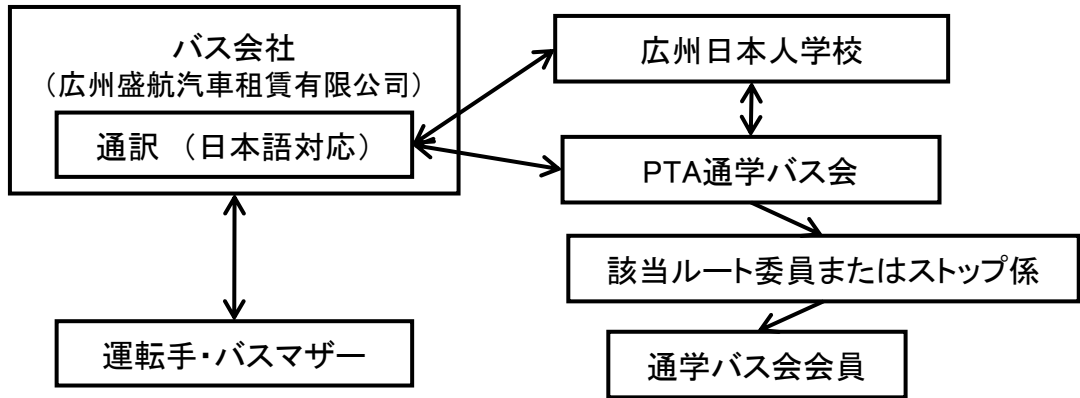 バス会社
（広州盛航汽車租賃有限公司）
通訳 （日本語対応）
広州日本人学校
PTA通学バス会
該当ルート委員またはストップ係
運転手・バスマザー
通学バス会会員